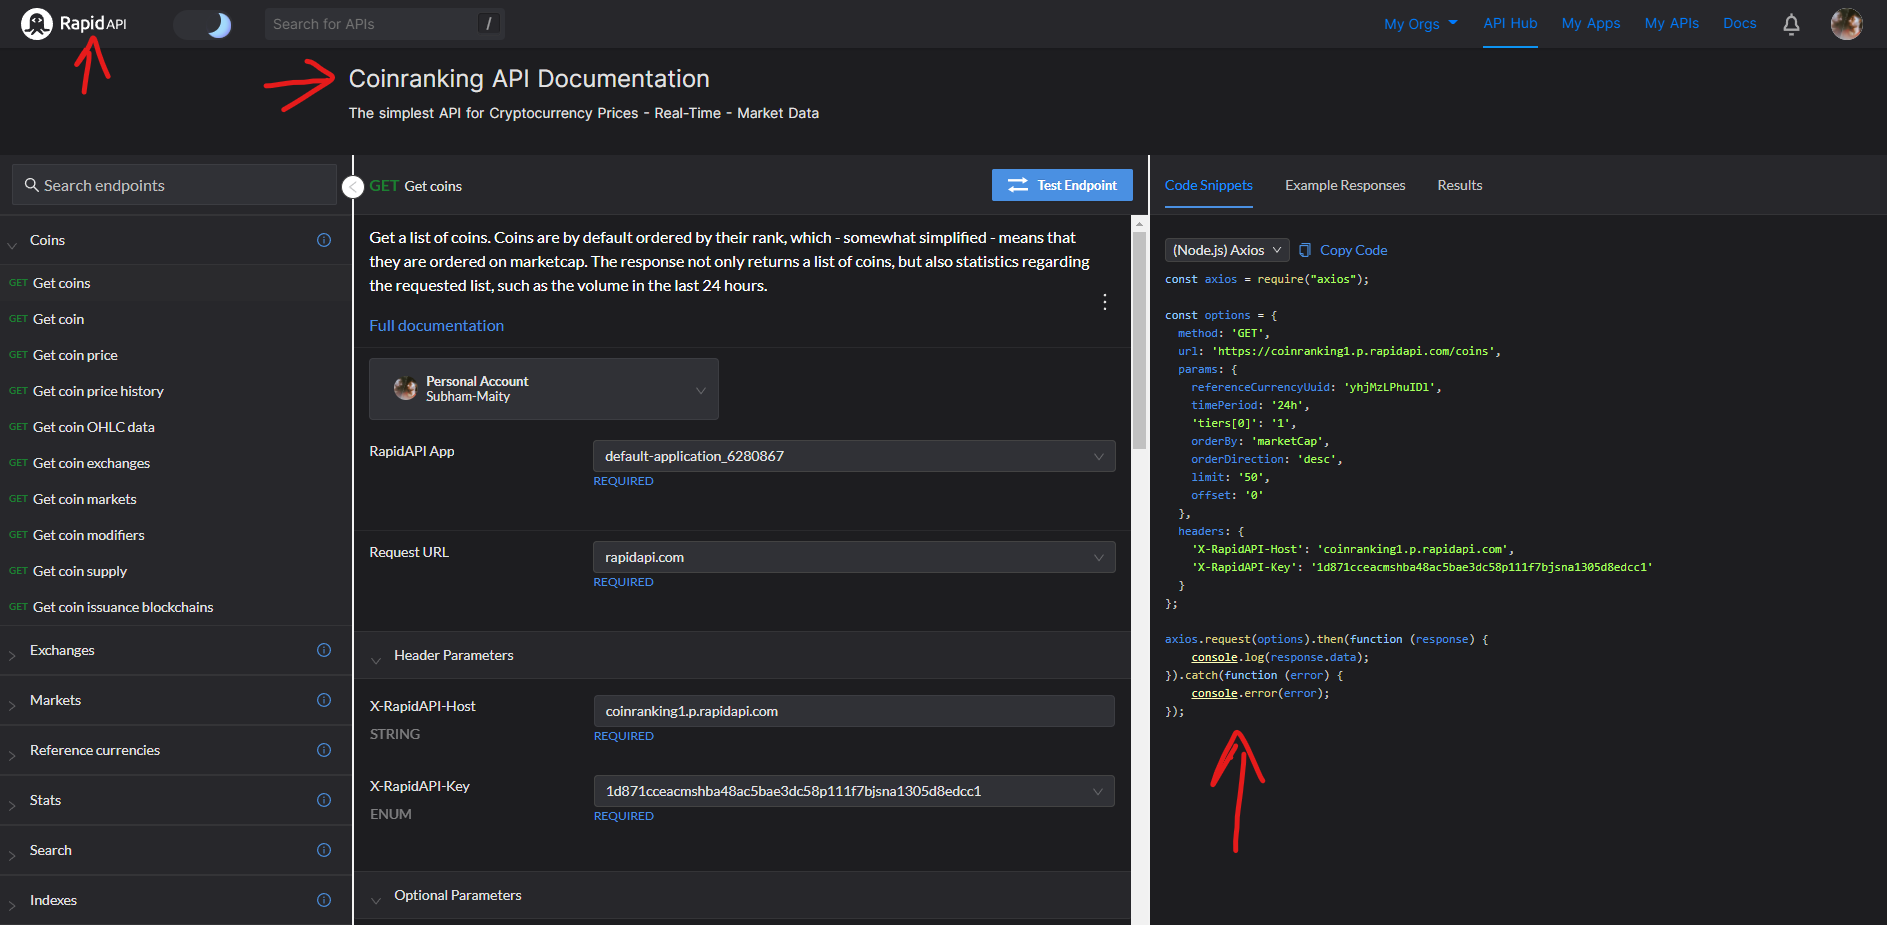 RapidAPI
Search for APIs /
My Orgs API Hub My Apps My APIs Docs
Coinranking API Documentation
The simplest API for Cryptocurrency Prices - Real-Time - Market Data
Search endpoints
Coins
GET Get coins
GET Get coin
GET Get coin price
GET Get coin price history
GET Get coin OHLC data
GET Get coin exchanges
GET Get coin markets
GET Get coin modifiers
GET Get coin supply
GET Get coin issuance blockchains
Exchanges
Markets
Reference currencies
Stats
Search
Indexes
GET Get coins
Test Endpoint
Get a list of coins. Coins are by default ordered by their rank, which - somewhat simplified - means that
they are ordered on marketcap. The response not only returns a list of coins, but also statistics regarding
the requested list, such as the volume in the last 24 hours.
Full documentation
Personal Account
Subham-Maity
RapidAPI App
default-application_6280867
REQUIRED
Request URL
rapidapi.com
REQUIRED
Header Parameters
X-RapidAPI-Host
coinranking1.p.rapidapi.com
STRING
REQUIRED
X-RapidAPI-Key
1d871cceacmshba48ac5bae3dc58p111f7bjsna1305d8edcc1
ENUM
REQUIRED
Optional Parameters
Code Snippets Example Responses Results
(Node.js) Axios Copy Code
const axios = require("axios");
const options = {
method: 'GET',
url: 'https://coinranking1.p.rapidapi.com/coins',
params: {
referenceCurrencyUuid: 'yhjMzLPhuIDl',
timePeriod: '24h',
'tiers[0]': '1',
orderBy: 'marketCap',
orderDirection: 'desc',
limit: '50',
offset: '0'
},
headers: {
'X-RapidAPI-Host': 'coinranking1.p.rapidapi.com',
'X-RapidAPI-Key': '1d871cceacmshba48ac5bae3dc58p111f7bjsna1305d8edcc1'
}
};
axios.request(options).then(function (response) {
console.log(response.data);
}).catch(function (error) {
console.error(error);
});